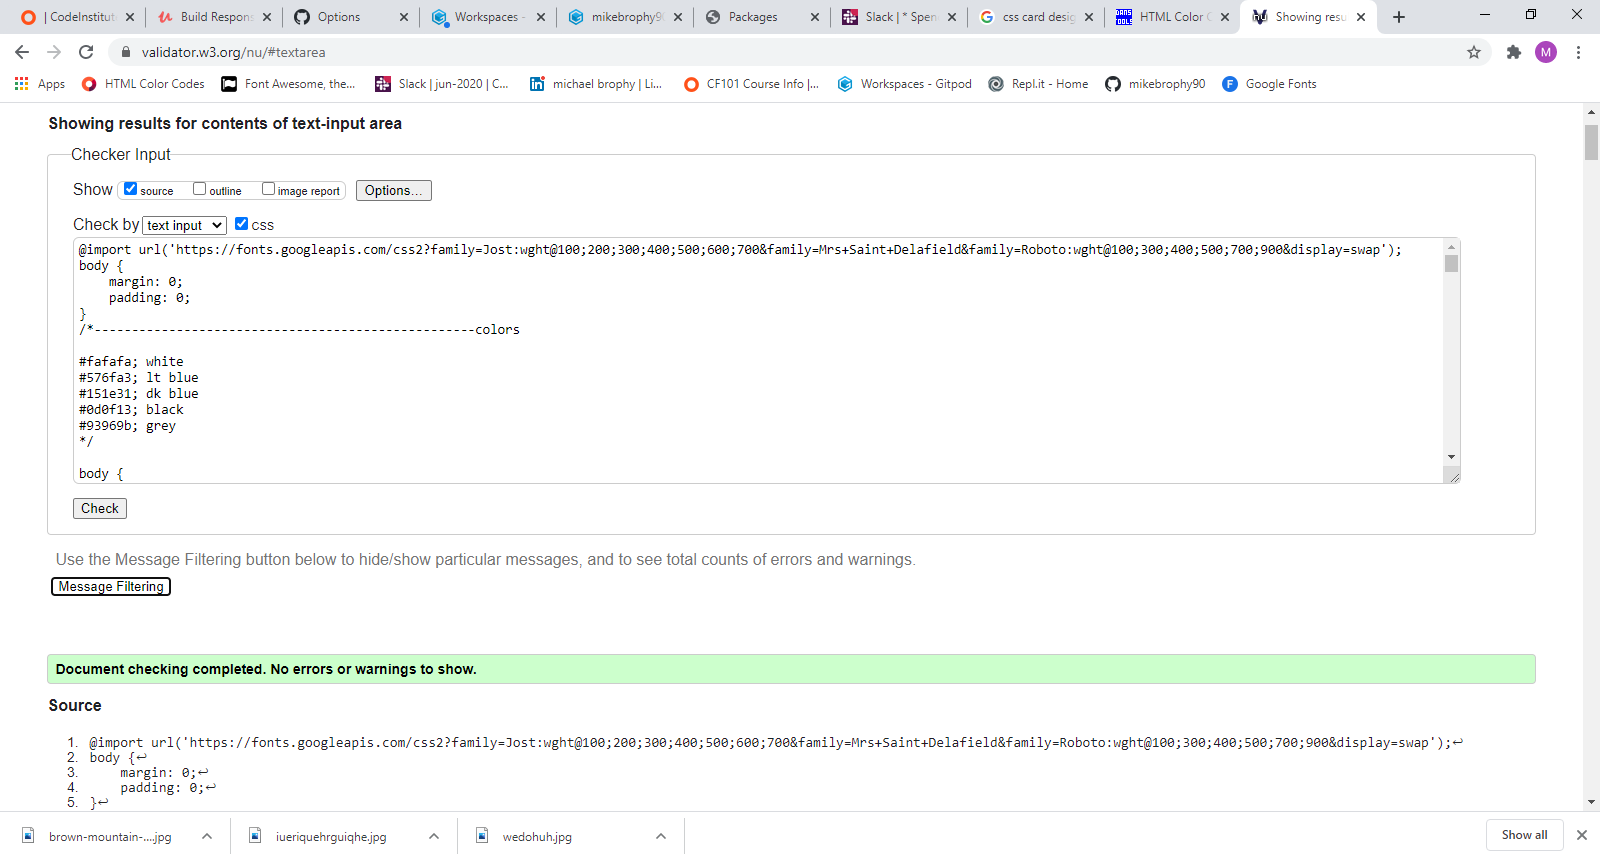 | CodeInstitut
Build Respons
Options
Workspaces -
mikebrophy9
Packages
Slack | * Spen
css card desig
HTML Color C
Showing resu
validator.w3.org/nu/#textarea
M
Apps
HTML Color Codes
Font Awesome, the...
Slack | jun-2020 | C...
michael brophy | Li...
CF101 Course Info |...
Workspaces - Gitpod
Repl.it - Home
mikebrophy90
Google Fonts
Showing results for contents of text-input area
Checker Input
Show source outline image report Options...
Check by text input css
@import url('https://fonts.googleapis.com/css2?family=Jost:wght@100;200;300;400;500;600;700&family=Mrs+Saint+Delafield&family=Roboto:wght@100;300;400;500;700;900&display=swap');
body {
margin: 0;
padding: 0;
}
/*---------------------------------------------------colors
#fafafa; white
#576fa3; lt blue
#151e31; dk blue
#0d0f13; black
#93969b; grey
*/
body {
Check
Use the Message Filtering button below to hide/show particular messages, and to see total counts of errors and warnings.
Message Filtering
Document checking completed. No errors or warnings to show.
Source
1. @import url('https://fonts.googleapis.com/css2?family=Jost:wght@100;200;300;400;500;600;700&family=Mrs+Saint+Delafield&family=Roboto:wght@100;300;400;500;700;900&display=swap');↩
2. body {↩
3. margin: 0;↩
4. padding: 0;↩
5. }↩
brown-mountain-....jpg
iueriquehrguiqhe.jpg
wedohuh.jpg
Show all